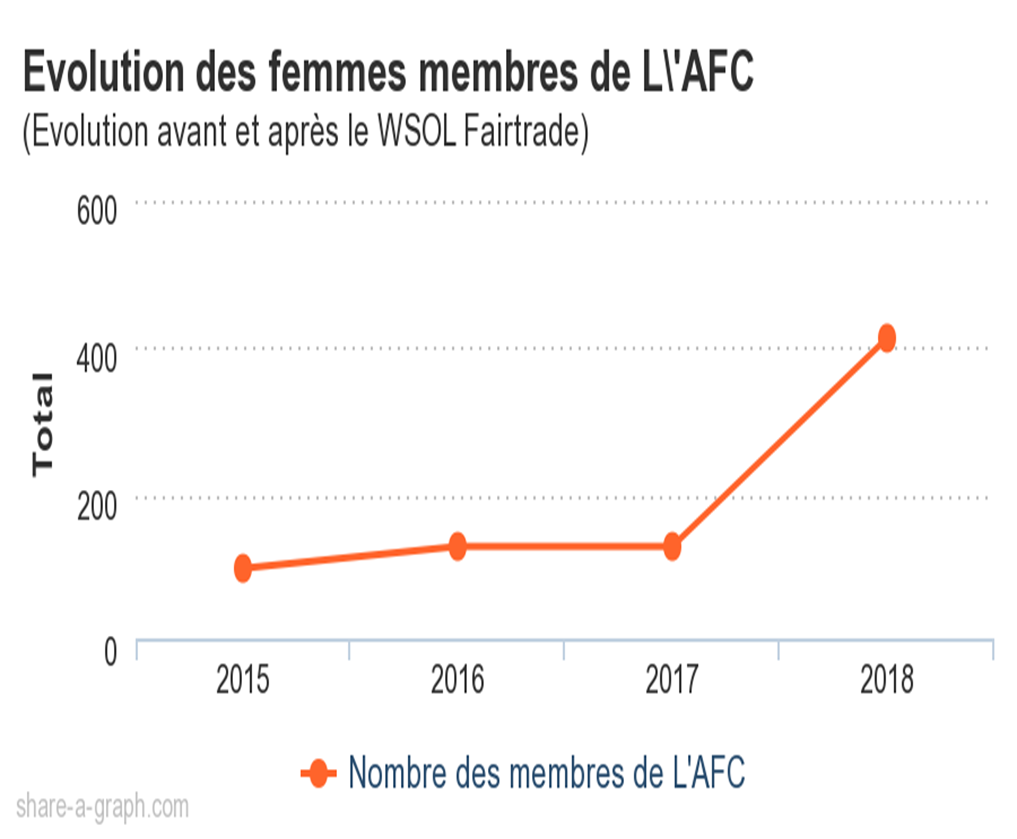 Evolution des femmes membres de L\'AFC
(Evolution avant et après le WSOL Fairtrade)
600
400
200
0
Total
2015 2016 2017 2018
Nombre des membres de L'AFC
share-a-graph.com